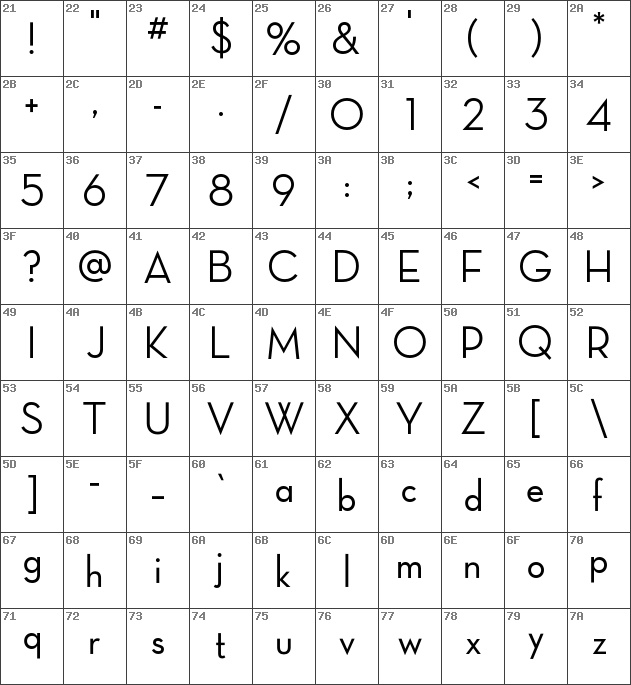 21 22 23 24 25 26 27 28 29 2A
! " # $ % & ' ( ) *
2B 2C 2D 2E 2F 30 31 32 33 34
+ , - . / 0 1 2 3 4
35 36 37 38 39 3A 3B 3C 3D 3E
5 6 7 8 9 : ; < = >
3F 40 41 42 43 44 45 46 47 48
? @ A B C D E F G H
49 4A 4B 4C 4D 4E 4F 50 51 52
I J K L M N O P Q R
53 54 55 56 57 58 59 5A 5B 5C
S T U V W X Y Z [ \
5D 5E 5F 60 61 62 63 64 65 66
] ¯ _ ` a b c d e f
67 68 69 6A 6B 6C 6D 6E 6F 70
g h i j k l m n o p
71 72 73 74 75 76 77 78 79 7A
q r s t u v w x y z